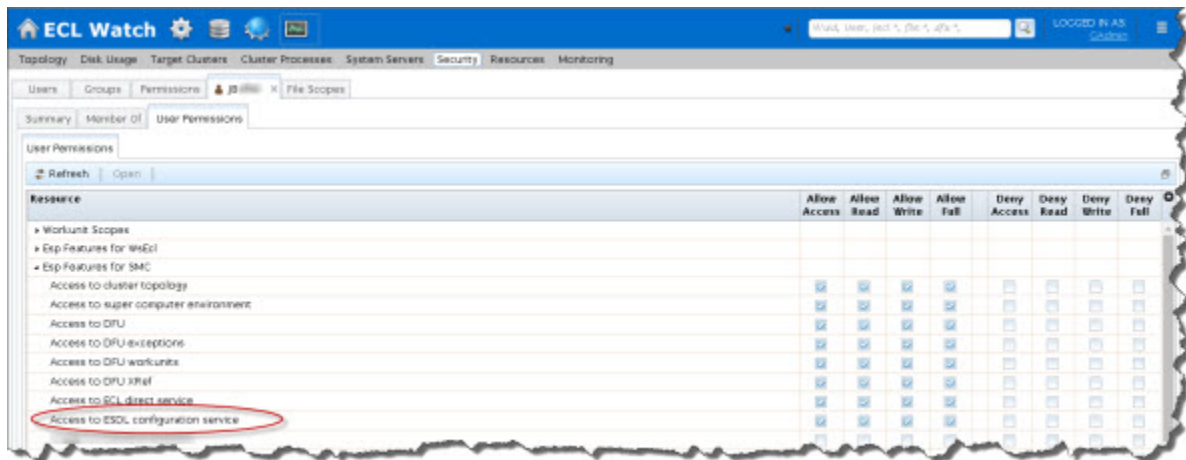 ECL Watch
LOGGED IN AS
Topology Disk Usage Target Clusters Cluster Processes System Servers Security Resources Monitoring
Users Groups Permissions JB X File Scopes
Summary Member Of User Permissions
User Permissions
Refresh Open
Resource Allow Access Allow Read Allow Write Allow Full Deny Access Deny Read Deny Write Deny Full
Workunit Scopes
Esp Features for WsEcl
Esp Features for SMC
Access to cluster topology
Access to super computer environment
Access to DFU
Access to DFU exceptions
Access to DFU workunits
Access to DFU XRef
Access to ECL direct service
Access to ESDL configuration service